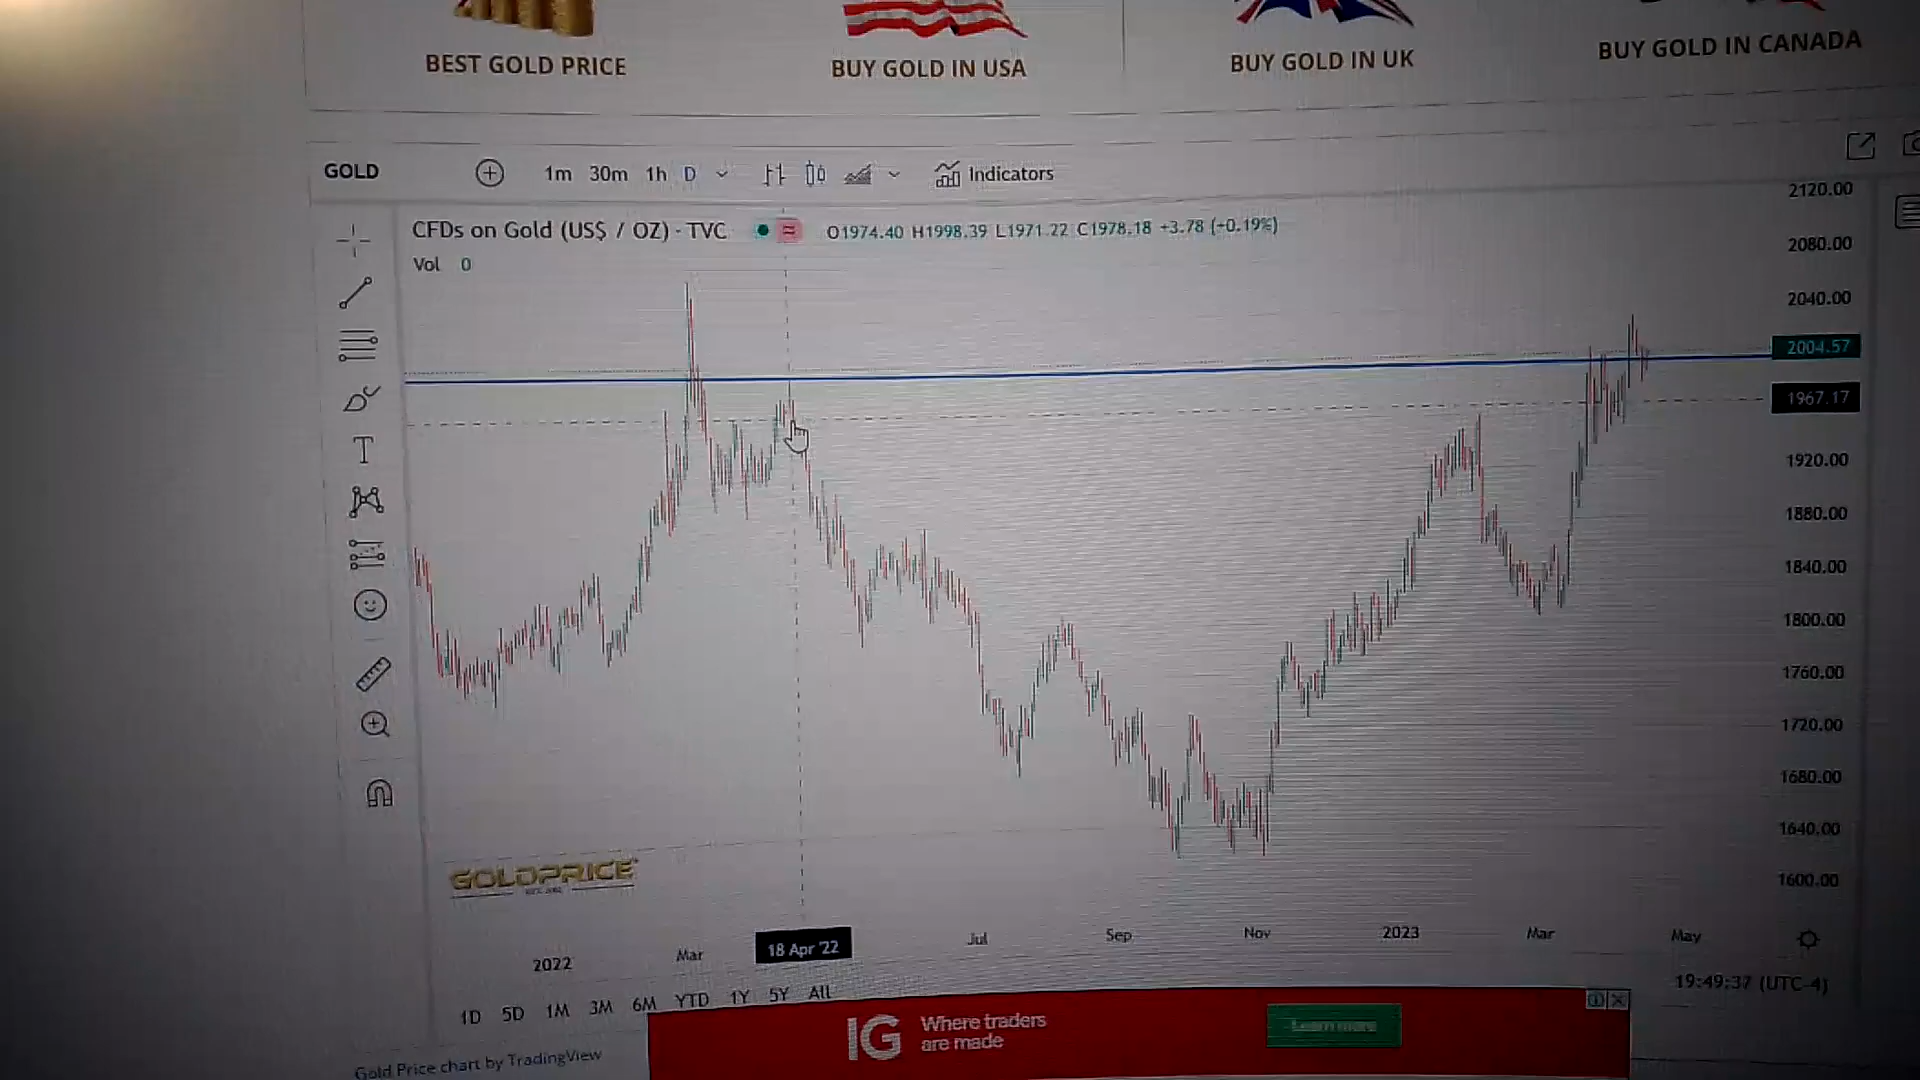 BEST GOLD PRICE
BUY GOLD IN USA
BUY GOLD IN UK
BUY GOLD IN CANADA
GOLD 1m 30m 1h D Indicators
CFDs on Gold (US$ / OZ) · TVC O1974.40 H1998.39 L1971.22 C1978.18 +3.78 (+0.19%)
Vol 0
2120.00
2080.00
2040.00
2004.57
1967.17
1920.00
1880.00
1840.00
1800.00
1760.00
1720.00
1680.00
1640.00
1600.00
T
GOLDPRICE
2022 Mar 18 Apr '22 Jul Sep Nov 2023 Mar May
1D 5D 1M 3M 6M YTD 1Y 5Y All
19:49:37 (UTC-4)
IG Where traders
are made
Learn more
Gold Price chart by TradingView